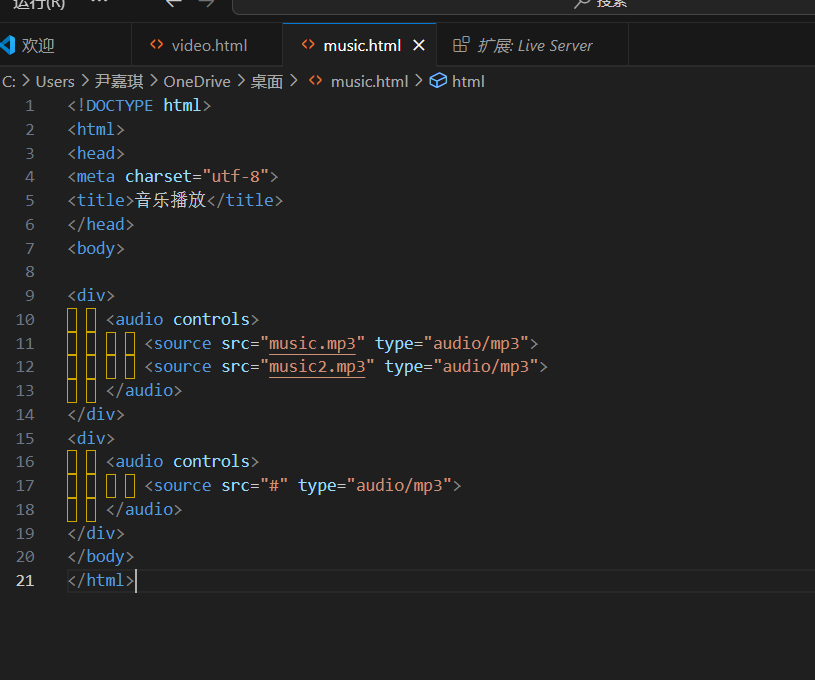 运行(R) ··· 搜索
欢迎 video.html music.html 扩展: Live Server
C: > Users > 尹嘉琪 > OneDrive > 桌面 > music.html > html
1 <!DOCTYPE html>
2 <html>
3 <head>
4 <meta charset="utf-8">
5 <title>音乐播放</title>
6 </head>
7 <body>
8
9 <div>
10 <audio controls>
11 <source src="music.mp3" type="audio/mp3">
12 <source src="music2.mp3" type="audio/mp3">
13 </audio>
14 </div>
15 <div>
16 <audio controls>
17 <source src="#" type="audio/mp3">
18 </audio>
19 </div>
20 </body>
21 </html>